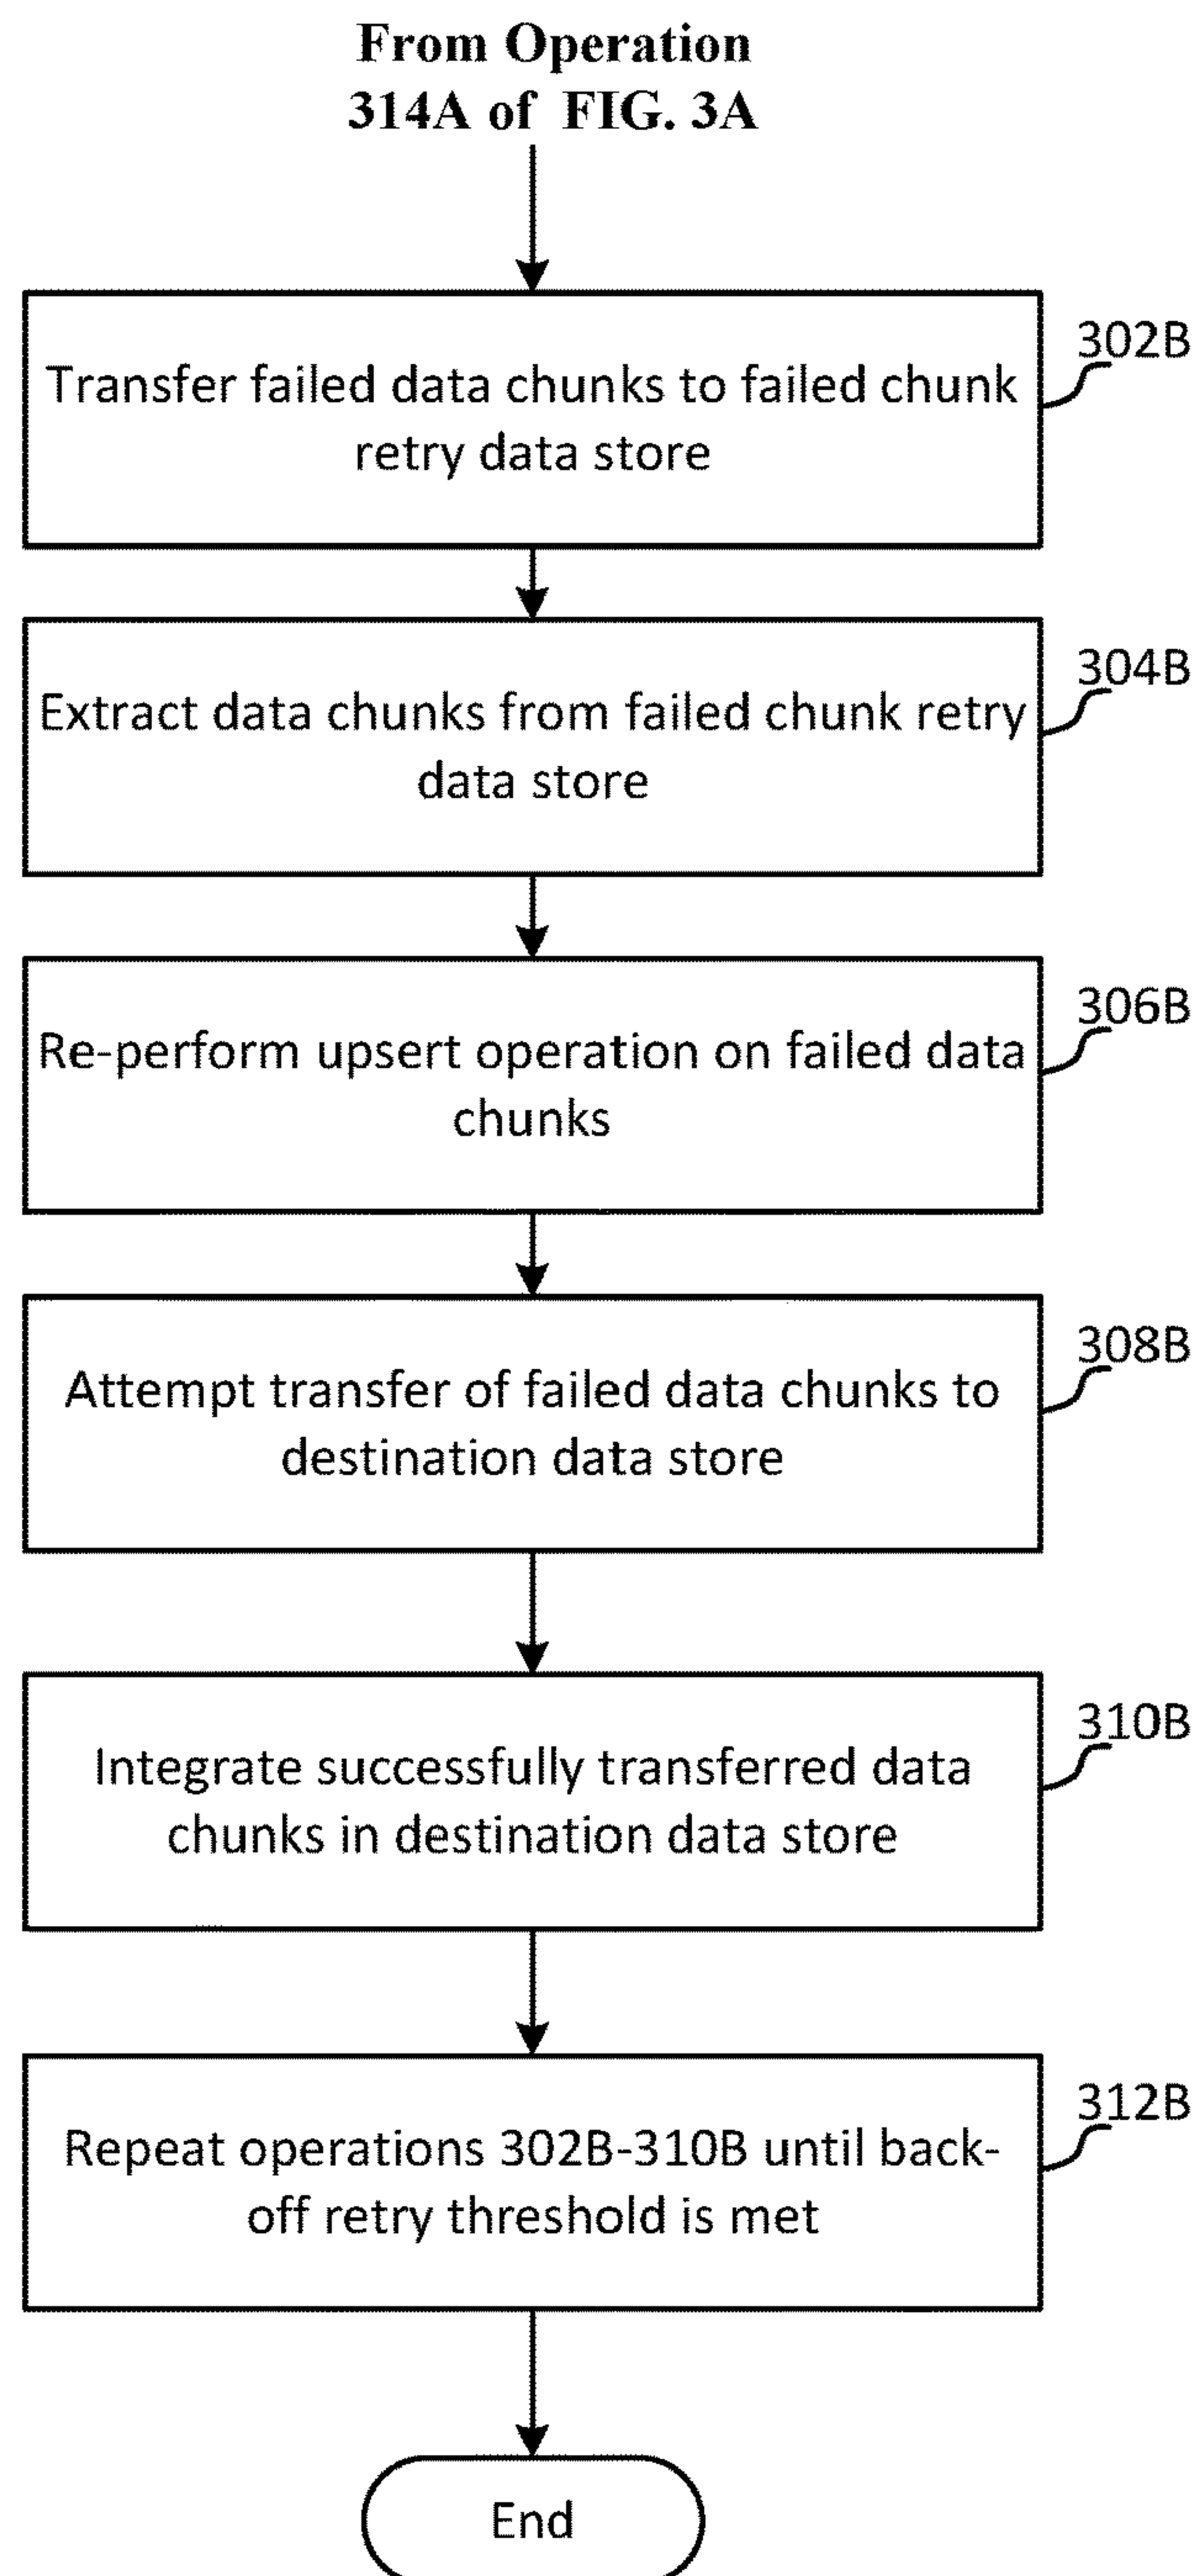 From Operation
314A of FIG. 3A
302B
Transfer failed data chunks to failed chunk
retry data store
304B
Extract data chunks from failed chunk retry
data store
306B
Re-perform upsert operation on failed data
chunks
308B
Attempt transfer of failed data chunks to
destination data store
310B
Integrate successfully transferred data
chunks in destination data store
312B
Repeat operations 302B-310B until back-
off retry threshold is met
End